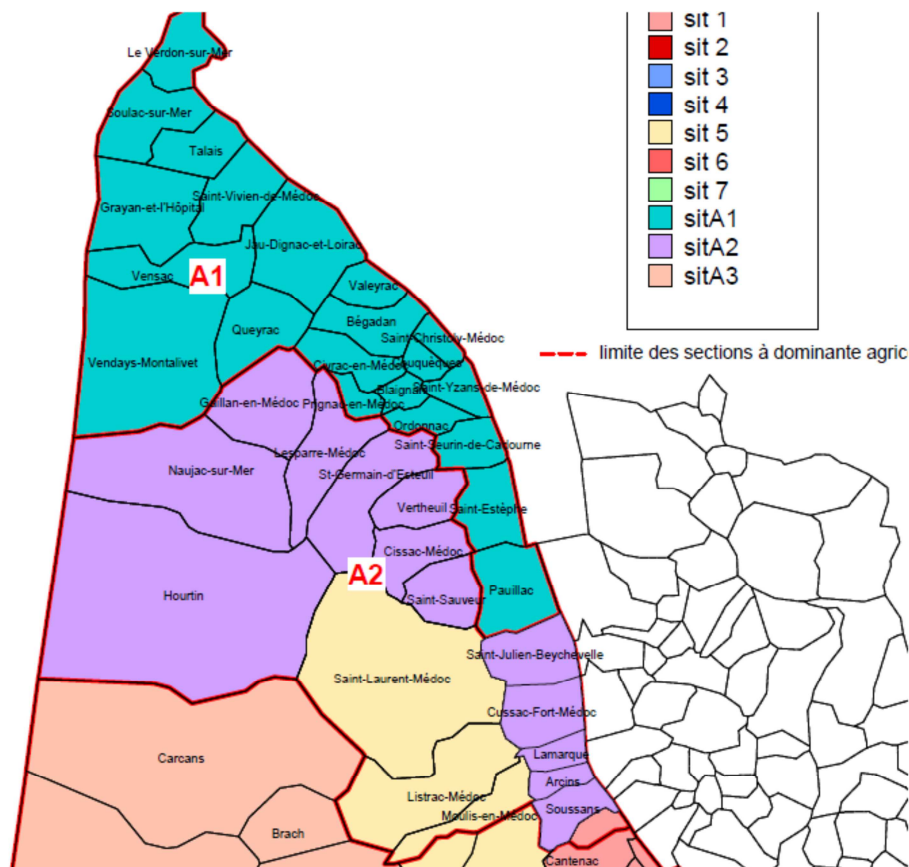 sit 1
sit 2
sit 3
sit 4
sit 5
sit 6
sit 7
sitA1
sitA2
sitA3
limite des sections à dominante agric
Le Verdon-sur-Mer
Soulac-sur-Mer
Talais
Grayan-et-l'Hôpital
Saint-Vivien-de-Médoc
Jau-Dignac-et-Loirac
Vensac
A1
Valeyrac
Queyrac
Bégadan
Vendays-Montalivet
Saint-Christoly-Médoc
Civrac-en-Médoc
Couquèques
Blaignan
Saint-Yzans-de-Médoc
Gaillan-en-Médoc
Prignac-en-Médoc
Ordonnac
Lesparre-Médoc
Saint-Seurin-de-Cadourne
Naujac-sur-Mer
St-Germain-d'Esteuil
Vertheuil
Saint-Estèphe
Cissac-Médoc
A2
Hourtin
Saint-Sauveur
Pauillac
Saint-Julien-Beychevelle
Saint-Laurent-Médoc
Cussac-Fort-Médoc
Lamarque
Carcans
Arcins
Listrac-Médoc
Soussans
Moulis-en-Médoc
Brach
Cantenac